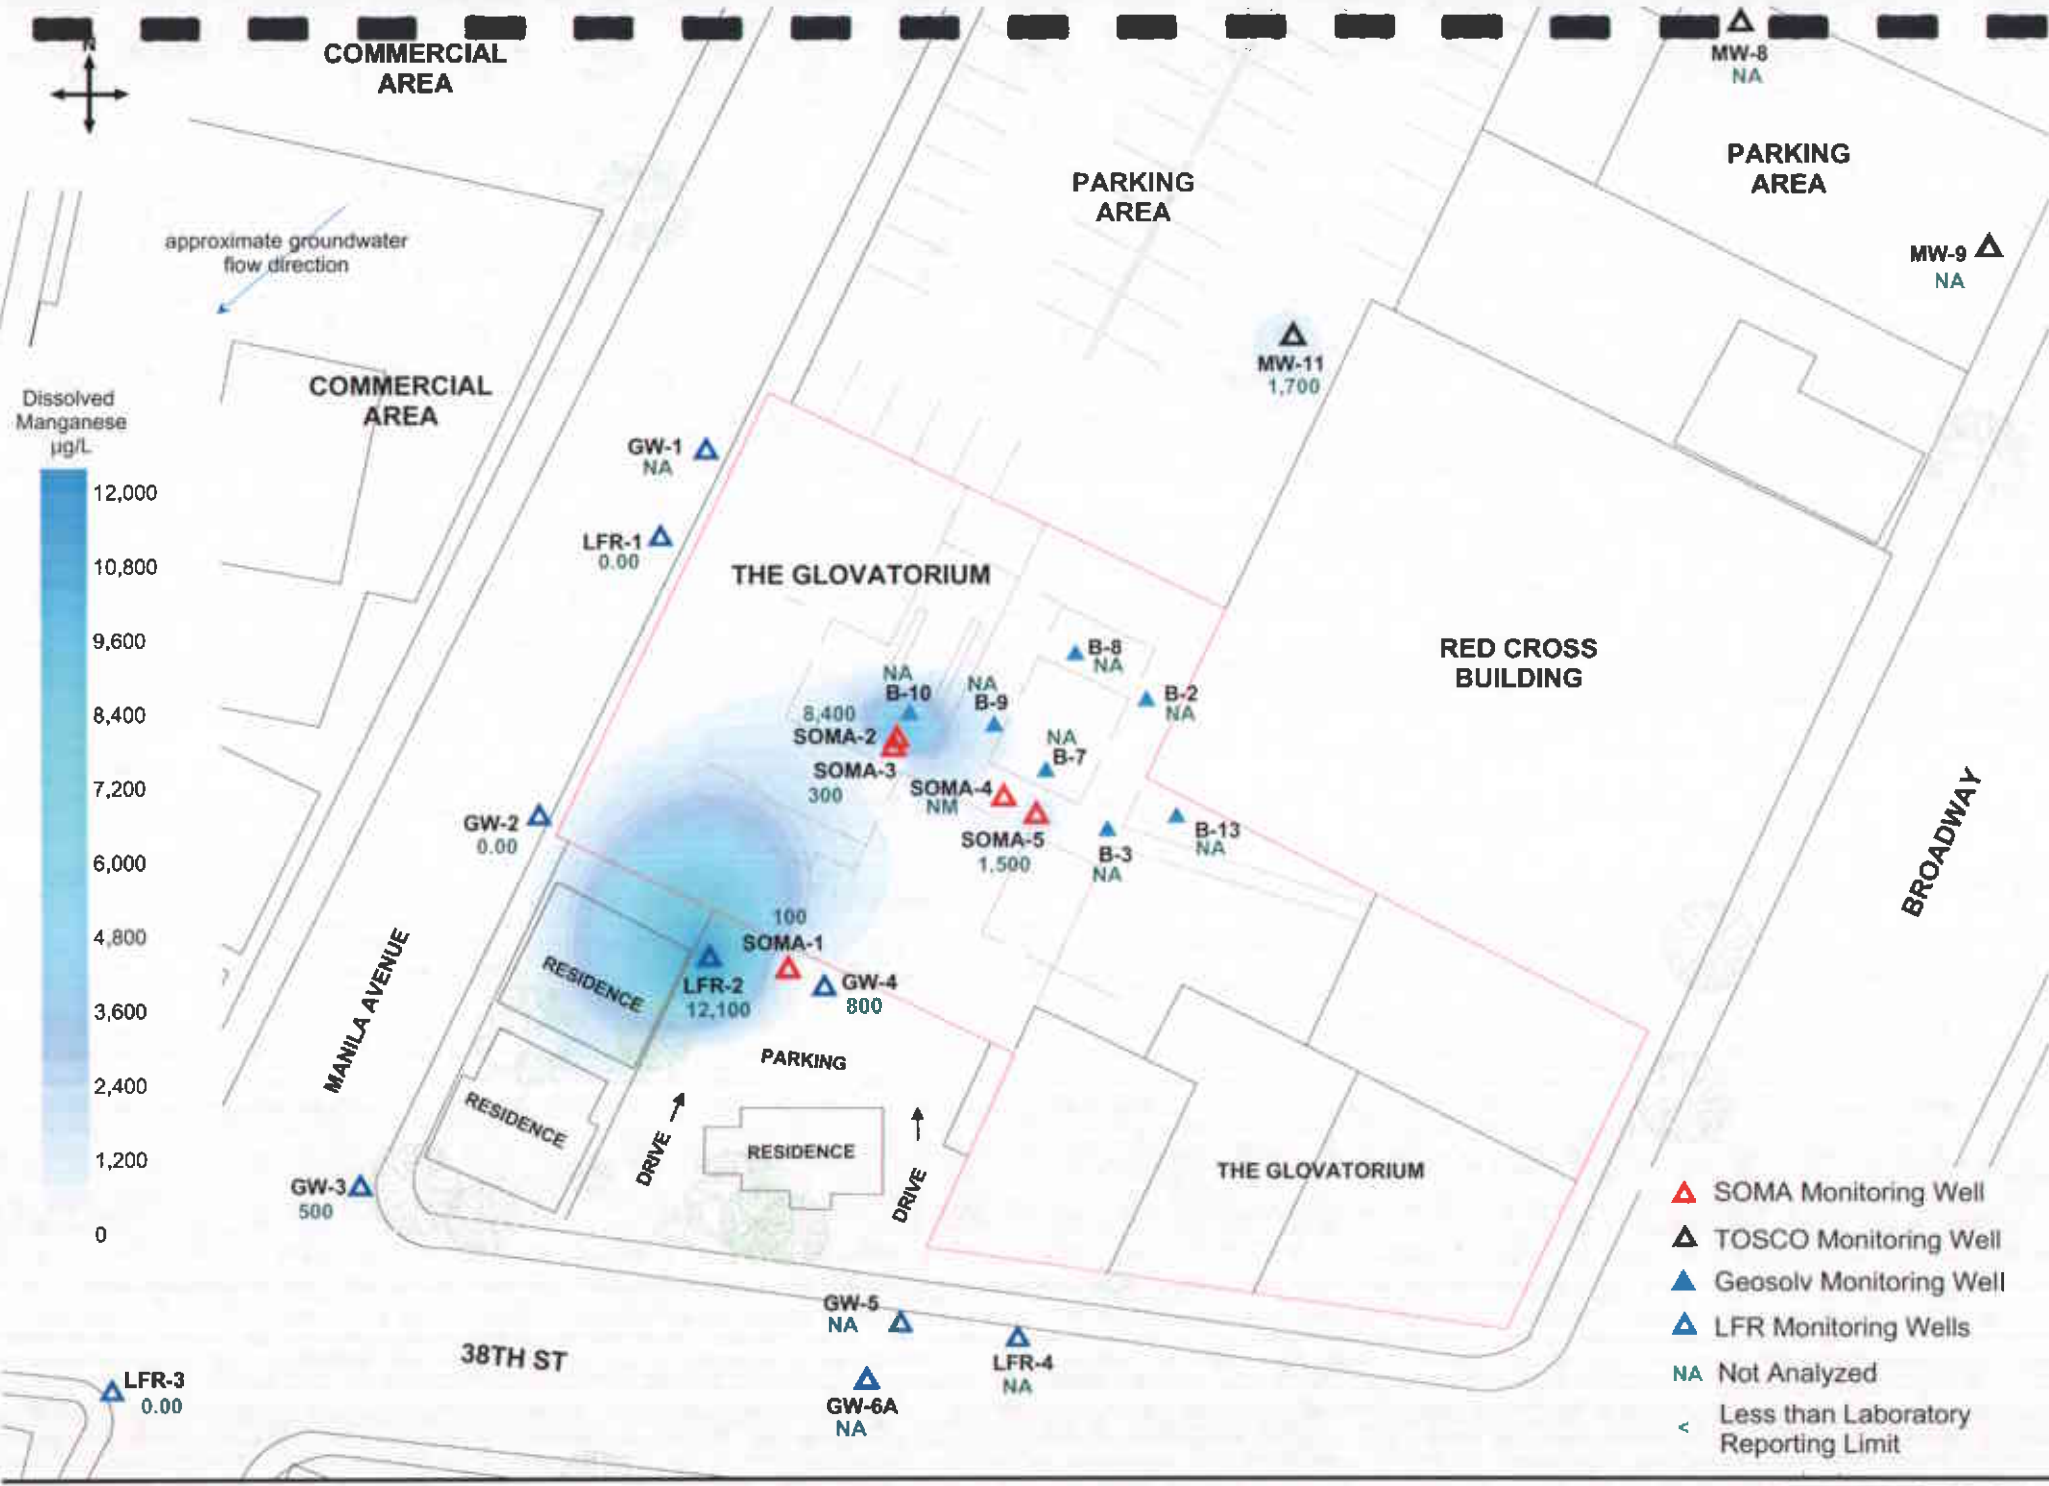 N
COMMERCIAL
AREA
MW-8
NA
PARKING
AREA
PARKING
AREA
approximate groundwater
flow direction
MW-9
NA
MW-11
1,700
Dissolved
Manganese
µg/L
12,000
10,800
9,600
8,400
7,200
6,000
4,800
3,600
2,400
1,200
0
COMMERCIAL
AREA
GW-1
NA
LFR-1
0.00
THE GLOVATORIUM
RED CROSS
BUILDING
B-8
NA
NA
B-10
NA
B-9
B-2
NA
8,400
SOMA-2
SOMA-3
300
NA
B-7
SOMA-4
NM
SOMA-5
1,500
B-3
NA
B-13
NA
GW-2
0.00
BROADWAY
MANILA AVENUE
100
SOMA-1
RESIDENCE
LFR-2
12,100
GW-4
800
PARKING
RESIDENCE
DRIVE
RESIDENCE
DRIVE
THE GLOVATORIUM
GW-3
500
GW-5
NA
LFR-4
NA
GW-6A
NA
38TH ST
LFR-3
0.00
SOMA Monitoring Well
TOSCO Monitoring Well
Geosolv Monitoring Well
LFR Monitoring Wells
NA Not Analyzed
< Less than Laboratory
Reporting Limit